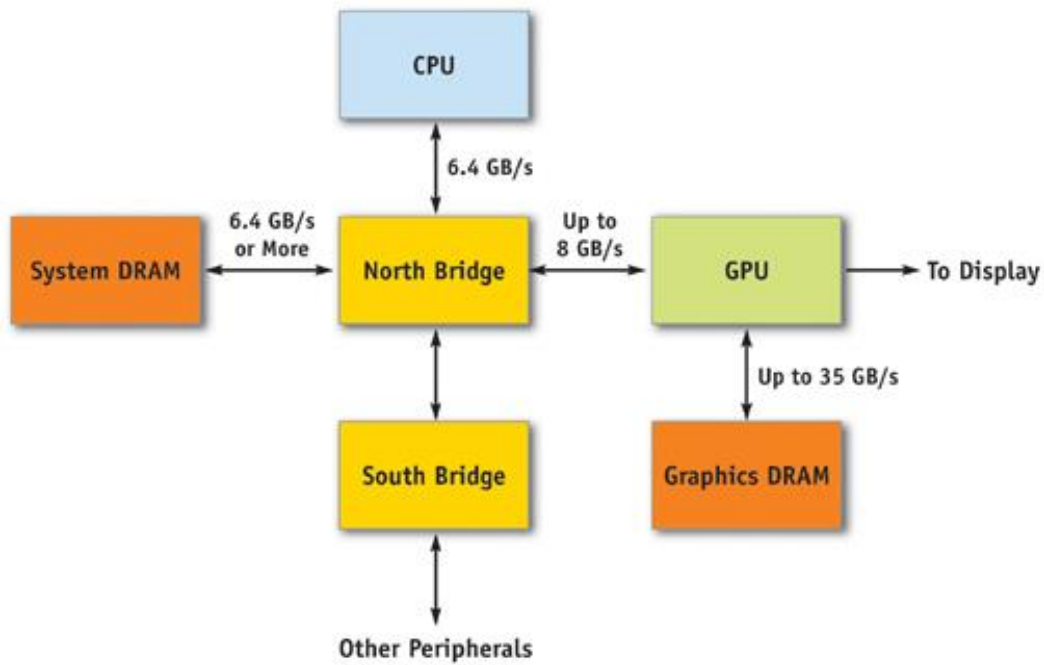 CPU
6.4 GB/s
6.4 GB/s
or More
Up to
8 GB/s
System DRAM
North Bridge
GPU
To Display
Up to 35 GB/s
South Bridge
Graphics DRAM
Other Peripherals